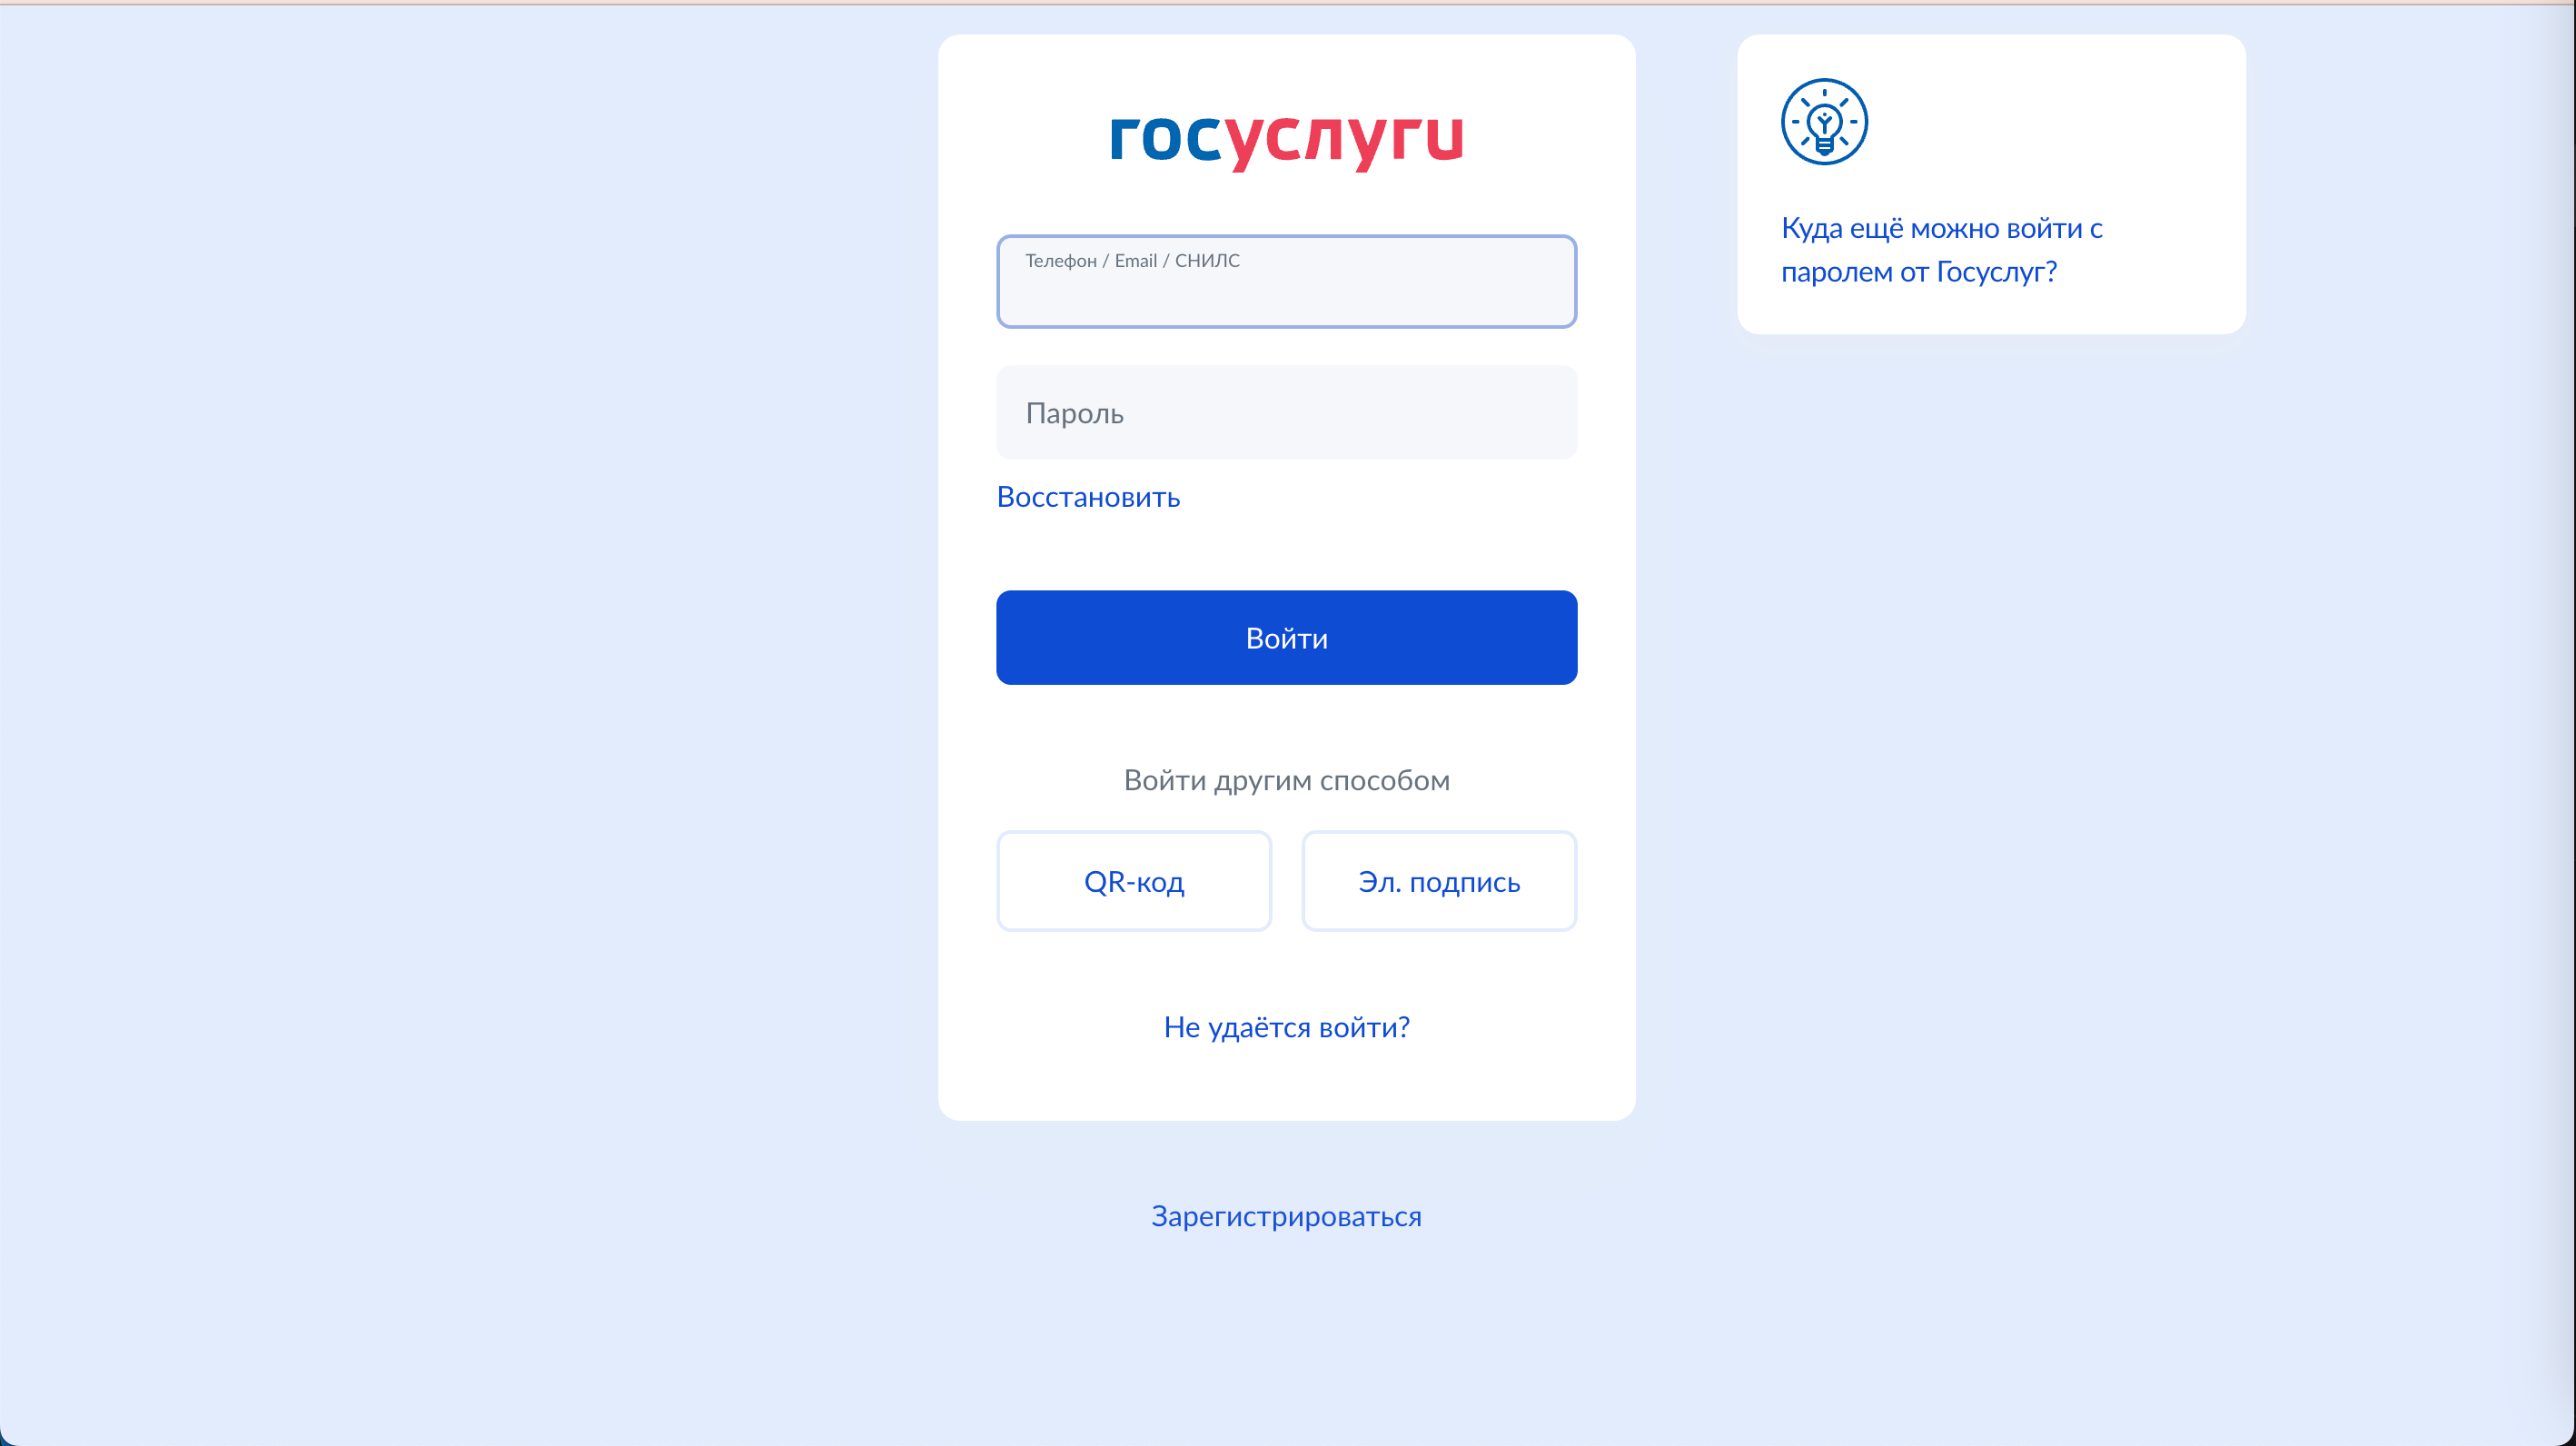 госуслуги
Телефон / Email / СНИЛС
Пароль
Восстановить
Войти
Войти другим способом
QR-код
Эл. подпись
Не удаётся войти?
Зарегистрироваться
Куда ещё можно войти с
паролем от Госуслуг?